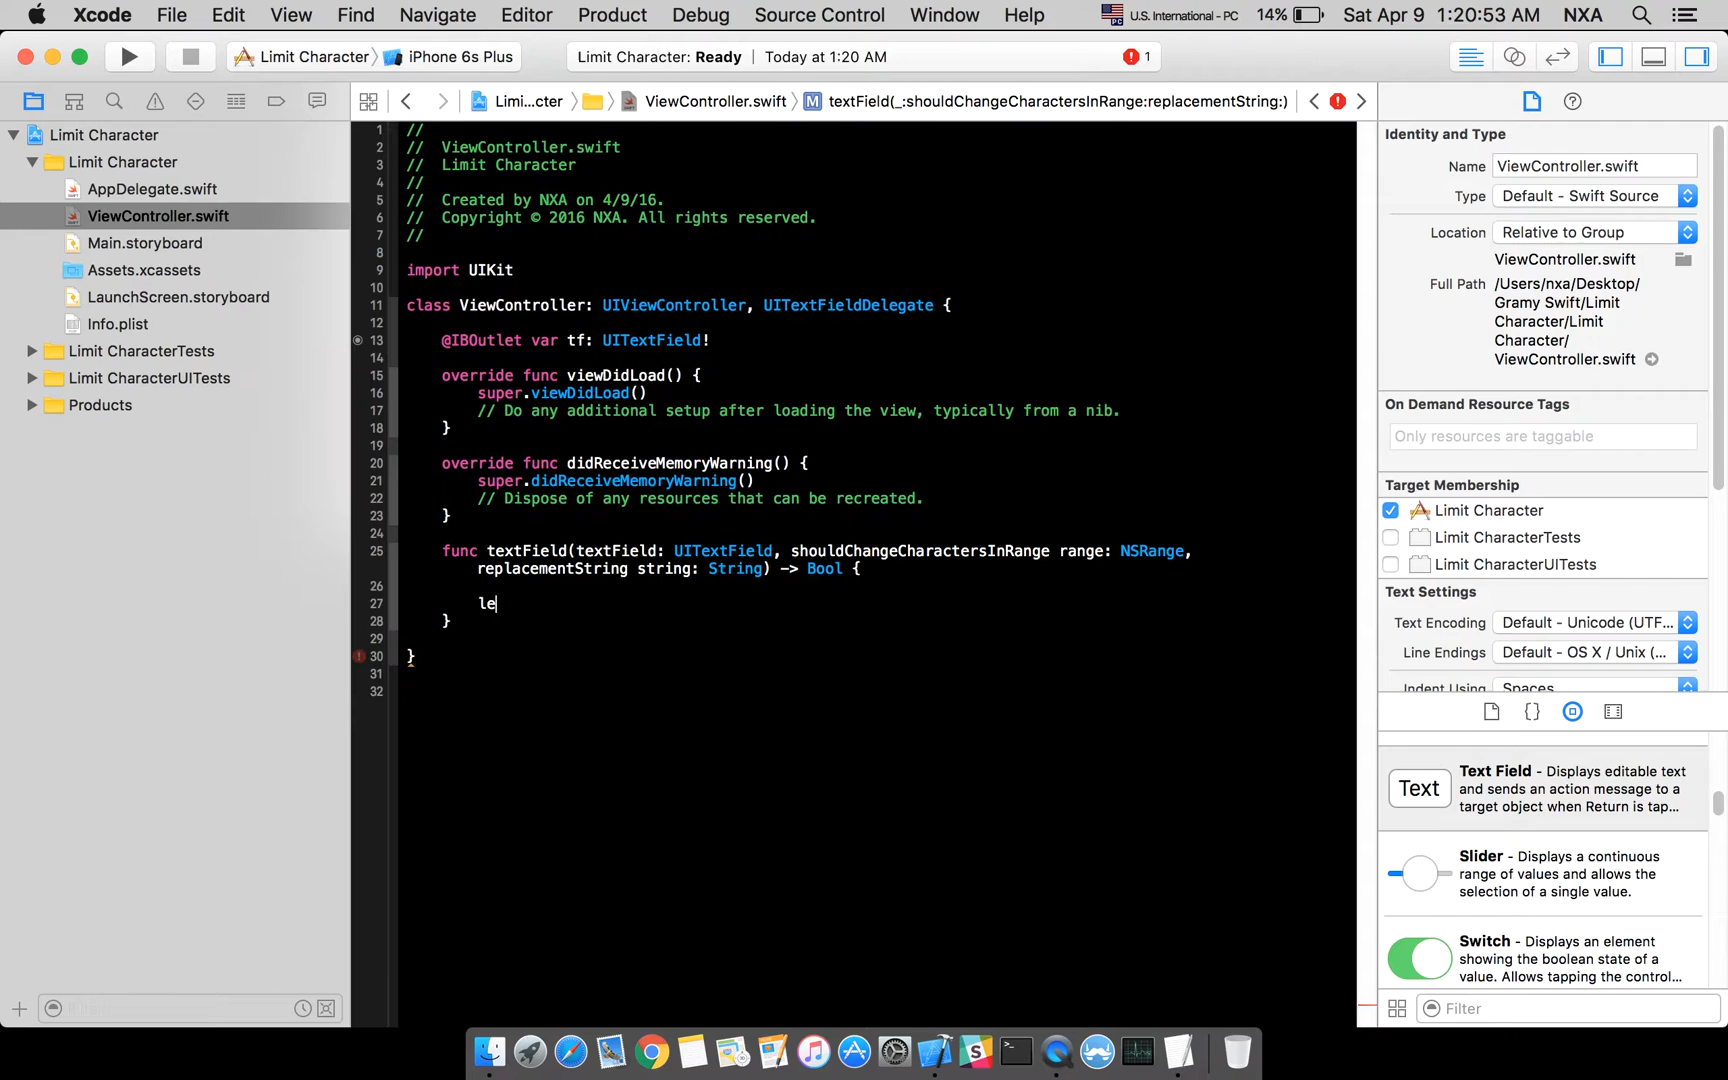 Xcode File Edit View Find Navigate Editor Product Debug Source Control Window Help U.S. International - PC 14% Sat Apr 9 1:20:53 AM NXA
Limit Character iPhone 6s Plus Limit Character: Ready Today at 1:20 AM 1
Limi...cter ViewController.swift M textField(_:shouldChangeCharactersInRange:replacementString:)
Limit Character
Limit Character
AppDelegate.swift
ViewController.swift
Main.storyboard
Assets.xcassets
LaunchScreen.storyboard
Info.plist
Limit CharacterTests
Limit CharacterUITests
Products
1 //
2 // ViewController.swift
3 // Limit Character
4 //
5 // Created by NXA on 4/9/16.
6 // Copyright © 2016 NXA. All rights reserved.
7 //
8
9 import UIKit
10
11 class ViewController: UIViewController, UITextFieldDelegate {
12
13 @IBOutlet var tf: UITextField!
14
15 override func viewDidLoad() {
16 super.viewDidLoad()
17 // Do any additional setup after loading the view, typically from a nib.
18 }
19
20 override func didReceiveMemoryWarning() {
21 super.didReceiveMemoryWarning()
22 // Dispose of any resources that can be recreated.
23 }
24
25 func textField(textField: UITextField, shouldChangeCharactersInRange range: NSRange,
replacementString string: String) -> Bool {
26
27 le
28 }
29
30 }
31
32
Identity and Type
Name ViewController.swift
Type Default - Swift Source
Location Relative to Group
ViewController.swift
Full Path /Users/nxa/Desktop/
Gramy Swift/Limit
Character/Limit
Character/
ViewController.swift
On Demand Resource Tags
Only resources are taggable
Target Membership
Limit Character
Limit CharacterTests
Limit CharacterUITests
Text Settings
Text Encoding Default - Unicode (UTF...
Line Endings Default - OS X / Unix (...
Indent Using Spaces
Text
Text Field - Displays editable text
and sends an action message to a
target object when Return is tap...
Slider - Displays a continuous
range of values and allows the
selection of a single value.
Switch - Displays an element
showing the boolean state of a
value. Allows tapping the control...
Filter